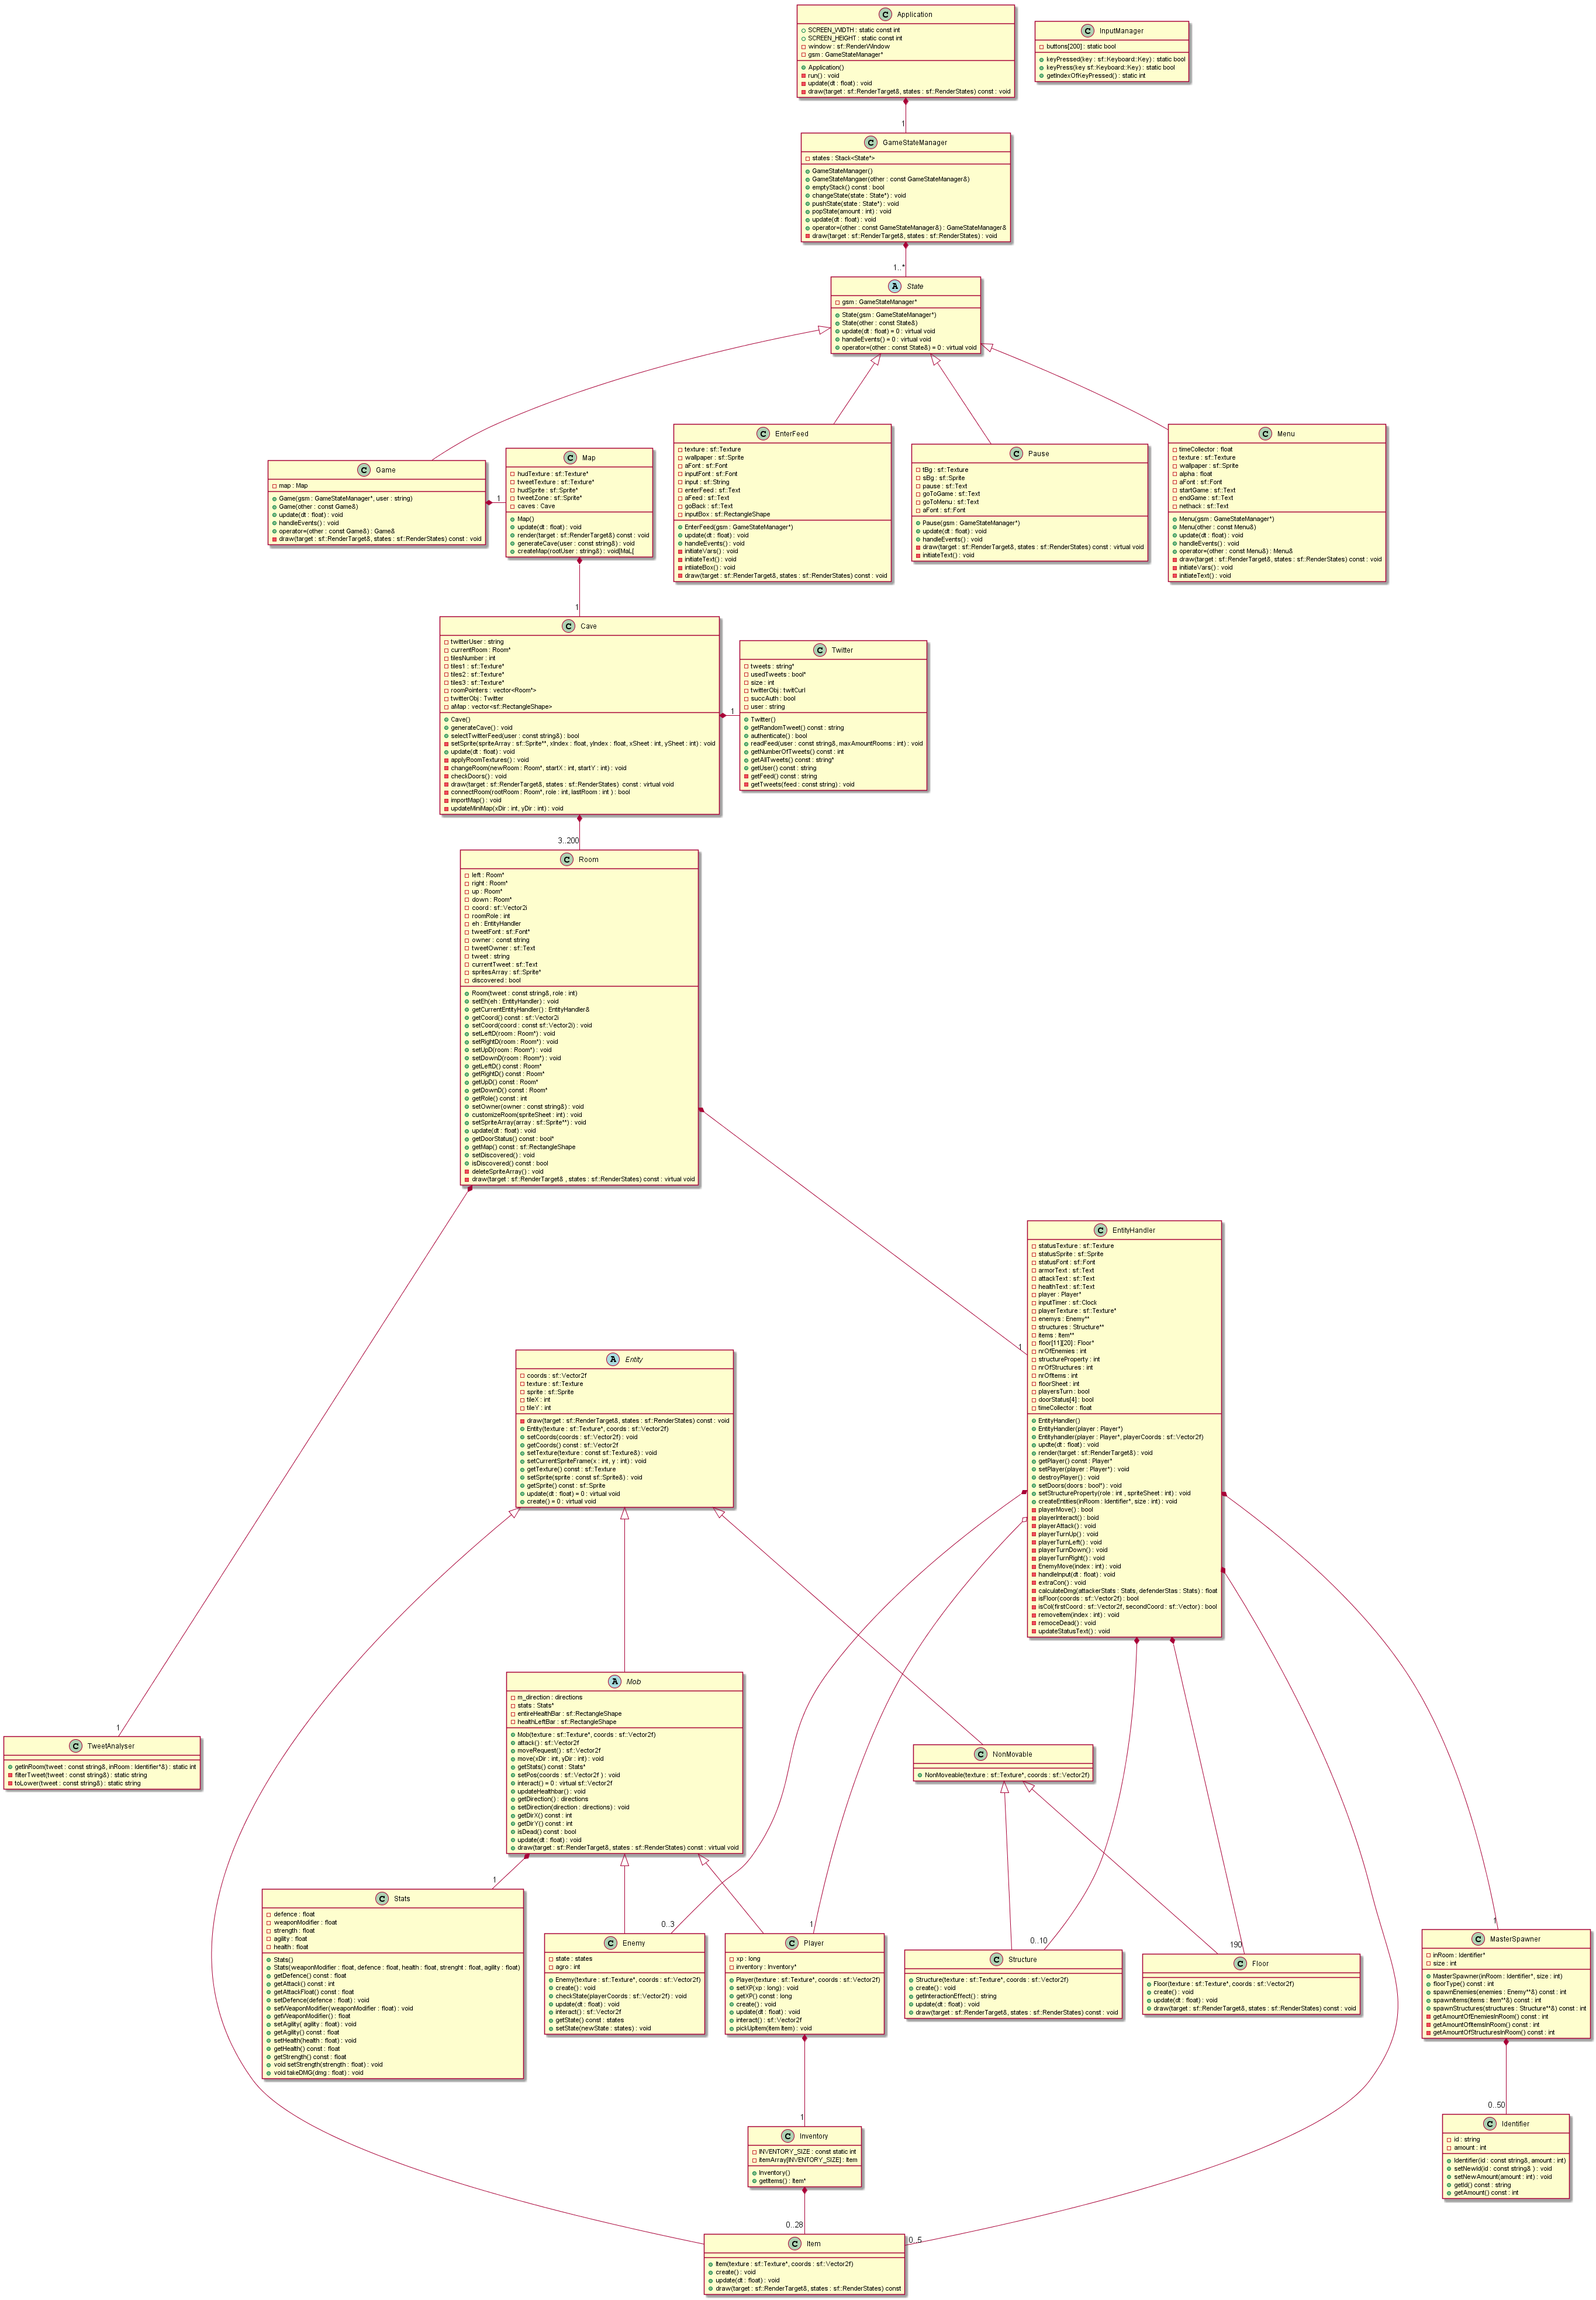 C Application
SCREEN_WIDTH : static const int
SCREEN_HEIGHT : static const int
window : sf::RenderWindow
gsm : GameStateManager*
Application()
run() : void
update(dt : float) : void
draw(target : sf::RenderTarget&, states : sf::RenderStates) const : void
C InputManager
buttons[200] : static bool
keyPressed(key : sf::Keyboard::Key) : static bool
keyPress(key sf::Keyboard::Key) : static bool
getIndexOfKeyPressed() : static int
1
C GameStateManager
states : Stack<State*>
GameStateManager()
GameStateMangaer(other : const GameStateManager&)
emptyStack() const : bool
changeState(state : State*) : void
pushState(state : State*) : void
popState(amount : int) : void
update(dt : float) : void
operator=(other : const GameStateManager&) : GameStateManager&
draw(target : sf::RenderTarget&, states : sf::RenderStates) : void
1..*
A State
gsm : GameStateManager*
State(gsm : GameStateManager*)
State(other : const State&)
update(dt : float) = 0 : virtual void
handleEvents() = 0 : virtual void
operator=(other : const State&) = 0 : virtual void
C Game
map : Map
Game(gsm : GameStateManager*, user : string)
Game(other : const Game&)
update(dt : float) : void
handleEvents() : void
operator=(other : const Game&) : Game&
draw(target : sf::RenderTarget&, states : sf::RenderStates) const : void
1
C Map
hudTexture : sf::Texture*
tweetTexture : sf::Texture*
hudSprite : sf::Sprite*
tweetZone : sf::Sprite*
caves : Cave
Map()
update(dt : float) : void
render(target : sf::RenderTarget&) const : void
generateCave(user : const string&) : void
createMap(rootUser : string&) : void[MaL[
C EnterFeed
texture : sf::Texture
wallpaper : sf::Sprite
aFont : sf::Font
inputFont : sf::Font
input : sf::String
enterFeed : sf::Text
aFeed : sf::Text
goBack : sf::Text
inputBox : sf::RectangleShape
EnterFeed(gsm : GameStateManager*)
update(dt : float) : void
handleEvents() : void
initiateVars() : void
initiateText() : void
intiiateBox() : void
draw(target : sf::RenderTarget&, states : sf::RenderStates) const : void
C Pause
tBg : sf::Texture
sBg : sf::Sprite
pause : sf::Text
goToGame : sf::Text
goToMenu : sf::Text
aFont : sf::Font
Pause(gsm : GameStateManager*)
update(dt : float) : void
handleEvents() : void
draw(target : sf::RenderTarget&, states : sf::RenderStates) const : virtual void
initiateText() : void
C Menu
timeCollector : float
texture : sf::Texture
wallpaper : sf::Sprite
alpha : float
aFont : sf::Font
startGame : sf::Text
endGame : sf::Text
nethack : sf::Text
Menu(gsm : GameStateManager*)
Menu(other : const Menu&)
update(dt : float) : void
handleEvents() : void
operator=(other : const Menu&) : Menu&
draw(target : sf::RenderTarget&, states : sf::RenderStates) const : void
initiateVars() : void
initiateText() : void
1
C Cave
twitterUser : string
currentRoom : Room*
tilesNumber : int
tiles1 : sf::Texture*
tiles2 : sf::Texture*
tiles3 : sf::Texture*
roomPointers : vector<Room*>
twitterObj : Twitter
aMap : vector<sf::RectangleShape>
Cave()
generateCave() : void
selectTwitterFeed(user : const string&) : bool
setSprite(spriteArray : sf::Sprite**, xIndex : float, yIndex : float, xSheet : int, ySheet : int) : void
update(dt : float) : void
applyRoomTextures() : void
changeRoom(newRoom : Room*, startX : int, startY : int) : void
checkDoors() : void
draw(target : sf::RenderTarget&, states : sf::RenderStates) const : virtual void
connectRoom(rootRoom : Room*, role : int, lastRoom : int ) : bool
importMap() : void
updateMiniMap(xDir : int, yDir : int) : void
1
C Twitter
tweets : string*
usedTweets : bool*
size : int
twitterObj : twitCurl
succAuth : bool
user : string
Twitter()
getRandomTweet() const : string
authenticate() : bool
readFeed(user : const string&, maxAmountRooms : int) : void
getNumberOfTweets() const : int
getAllTweets() const : string*
getUser() const : string
getFeed() const : string
getTweets(feed : const string) : void
3..200
C Room
left : Room*
right : Room*
up : Room*
down : Room*
coord : sf::Vector2i
roomRole : int
eh : EntityHandler
tweetFont : sf::Font*
owner : const string
tweetOwner : sf::Text
tweet : string
currentTweet : sf::Text
spritesArray : sf::Sprite*
discovered : bool
Room(tweet : const string&, role : int)
setEh(eh : EntityHandler) : void
getCurrentEntityHandler() : EntityHandler&
getCoord() const : sf::Vector2i
setCoord(coord : const sf::Vector2i) : void
setLeftD(room : Room*) : void
setRightD(room : Room*) : void
setUpD(room : Room*) : void
setDownD(room : Room*) : void
getLeftD() const : Room*
getRightD() const : Room*
getUpD() const : Room*
getDownD() const : Room*
getRole() const : int
setOwner(owner : const string&) : void
customizeRoom(spriteSheet : int) : void
setSpriteArray(array : sf::Sprite**) : void
update(dt : float) : void
getDoorStatus() const : bool*
getMap() const : sf::RectangleShape
setDiscovered() : void
isDiscovered() const : bool
deleteSpriteArray() : void
draw(target : sf::RenderTarget& , states : sf::RenderStates) const : virtual void
1
C EntityHandler
statusTexture : sf::Texture
statusSprite : sf::Sprite
statusFont : sf::Font
armorText : sf::Text
attackText : sf::Text
healthText : sf::Text
player : Player*
inputTimer : sf::Clock
playerTexture : sf::Texture*
enemys : Enemy**
structures : Structure**
items : Item**
floor[11][20] : Floor*
nrOfEnemies : int
structureProperty : int
nrOfStructures : int
nrOfItems : int
floorSheet : int
playersTurn : bool
doorStatus[4] : bool
timeCollector : float
EntityHandler()
EntityHandler(player : Player*)
Entityhandler(player : Player*, playerCoords : sf::Vector2f)
updte(dt : float) : void
render(target : sf::RenderTarget&) : void
getPlayer() const : Player*
setPlayer(player : Player*) : void
destroyPlayer() : void
setDoors(doors : bool*) : void
setStructureProperty(role : int , spriteSheet : int) : void
createEntities(inRoom : Identifier*, size : int) : void
playerMove() : bool
playerInteract() : boid
playerAttack() : void
playerTurnUp() : void
playerTurnLeft() : void
playerTurnDown() : void
playerTurnRight() : void
EnemyMove(index : int) : void
handleInput(dt : float) : void
extraCon() : void
calculateDmg(attackerStats : Stats, defenderStas : Stats) : float
isFloor(coords : sf::Vector2f) : bool
isCol(firstCoord : sf::Vector2f, secondCoord : sf::Vector) : bool
removeItem(index : int) : void
remoceDead() : void
updateStatusText() : void
A Entity
coords : sf::Vector2f
texture : sf::Texture
sprite : sf::Sprite
tileX : int
tileY : int
draw(target : sf::RenderTarget&, states : sf::RenderStates) const : void
Entity(texture : sf::Texture*, coords : sf::Vector2f)
setCoords(coords : sf::Vector2f) : void
getCoords() const : sf::Vector2f
setTexture(texture : const sf::Texture&) : void
setCurrentSpriteFrame(x : int, y : int) : void
getTexture() const : sf::Texture
setSprite(sprite : const sf::Sprite&) : void
getSprite() const : sf::Sprite
update(dt : float) = 0 : virtual void
create() = 0 : virtual void
1
C TweetAnalyser
getInRoom(tweet : const string&, inRoom : Identifier*&) : static int
filterTweet(tweet : const string&) : static string
toLower(tweet : const string&) : static string
A Mob
m_direction : directions
stats : Stats*
entireHealthBar : sf::RectangleShape
healthLeftBar : sf::RectangleShape
Mob(texture : sf::Texture*, coords : sf::Vector2f)
attack() : sf::Vector2f
moveRequest() : sf::Vector2f
move(xDir : int, yDir : int) : void
getStats() const : Stats*
setPos(coords : sf::Vector2f ) : void
interact() = 0 : virtual sf::Vector2f
updateHealthbar() : void
getDirection() : directions
setDirection(direction : directions) : void
getDirX() const : int
getDirY() const : int
isDead() const : bool
update(dt : float) : void
draw(target : sf::RenderTarget&, states : sf::RenderStates) const : virtual void
C NonMovable
NonMoveable(texture : sf::Texture*, coords : sf::Vector2f)
1
C Stats
defence : float
weaponModifier : float
strength : float
agility : float
health : float
Stats()
Stats(weaponModifier : float, defence : float, health : float, strenght : float, agility : float)
getDefence() const : float
getAttack() const : int
getAttackFloat() const : float
setDefence(defence : float) : void
setWeaponModifier(weaponModifier : float) : void
getWeaponModifier() : float
setAgility( agility : float) : void
getAgility() const : float
setHealth(health : float) : void
getHealth() const : float
getStrength() const : float
void setStrength(strength : float) : void
void takeDMG(dmg : float) : void
0..3
C Enemy
state : states
agro : int
Enemy(texture : sf::Texture*, coords : sf::Vector2f)
create() : void
checkState(playerCoords : sf::Vector2f) : void
update(dt : float) : void
interact() : sf::Vector2f
getState() const : states
setState(newState : states) : void
1
C Player
xp : long
inventory : Inventory*
Player(texture : sf::Texture*, coords : sf::Vector2f)
setXP(xp : long) : void
getXP() const : long
create() : void
update(dt : float) : void
interact() : sf::Vector2f
pickUpItem(item Item) : void
0..10
C Structure
Structure(texture : sf::Texture*, coords : sf::Vector2f)
create() : void
getInteractionEffect() : string
update(dt : float) : void
draw(target : sf::RenderTarget&, states : sf::RenderStates) const : void
190
C Floor
Floor(texture : sf::Texture*, coords : sf::Vector2f)
create() : void
update(dt : float) : void
draw(target : sf::RenderTarget&, states : sf::RenderStates) const : void
1
C MasterSpawner
inRoom : Identifier*
size : int
MasterSpawner(inRoom : Identifier*, size : int)
floorType() const : int
spawnEnemies(enemies : Enemy**&) const : int
spawnItems(items : Item**&) const : int
spawnStructures(structures : Structure**&) const : int
getAmountOfEnemiesInRoom() const : int
getAmountOfItemsInRoom() const : int
getAmountOfStructuresInRoom() const : int
0..50
C Identifier
id : string
amount : int
Identifier(id : const string&, amount : int)
setNewId(id : const string& ) : void
setNewAmount(amount : int) : void
getId() const : string
getAmount() const : int
1
C Inventory
INVENTORY_SIZE : const static int
itemArray[INVENTORY_SIZE] : Item
Inventory()
getItems() : Item*
0..28
0..5
C Item
Item(texture : sf::Texture*, coords : sf::Vector2f)
create() : void
update(dt : float) : void
draw(target : sf::RenderTarget&, states : sf::RenderStates) const